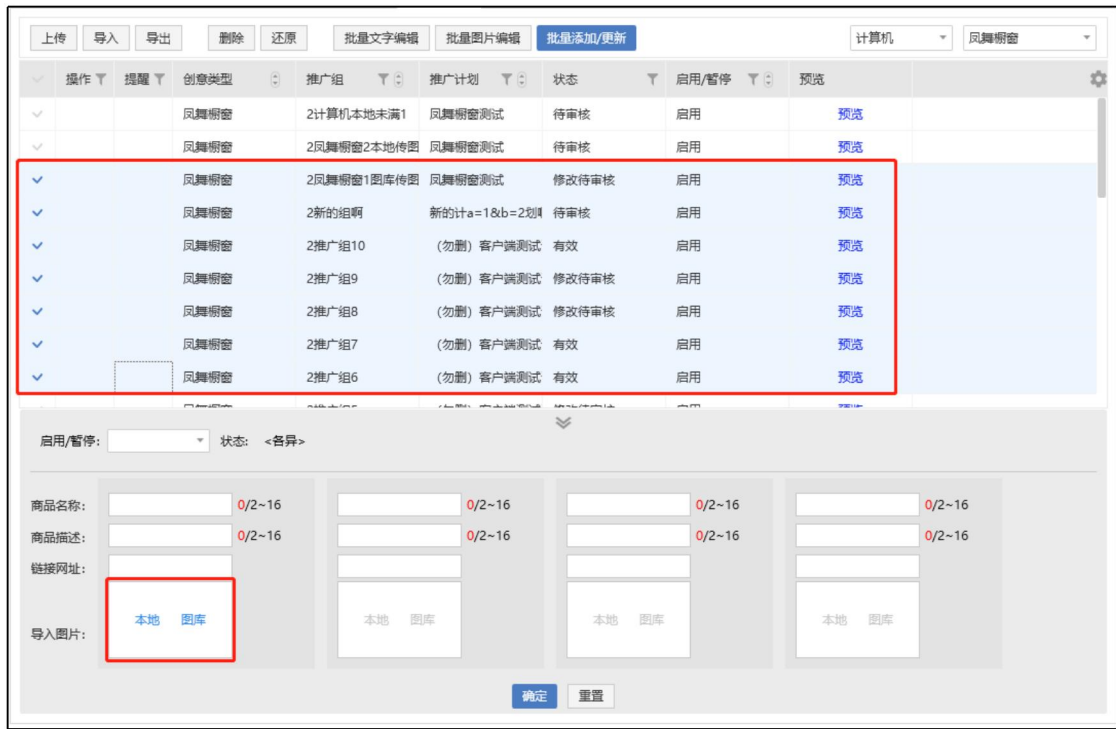 上传 导入 导出 删除 还原 批量文字编辑 批量图片编辑 批量添加/更新 计算机 凤舞橱窗
操作 提醒 创意类型 推广组 推广计划 状态 启用/暂停 预览
凤舞橱窗 2计算机本地未满1 凤舞橱窗测试 待审核 启用 预览
凤舞橱窗 2凤舞橱窗2本地传图 凤舞橱窗测试 待审核 启用 预览
凤舞橱窗 2凤舞橱窗1图库传图 凤舞橱窗测试 修改待审核 启用 预览
凤舞橱窗 2新的组啊 新的计a=1&b=2划 待审核 启用 预览
凤舞橱窗 2推广组10 （勿删）客户端测试 有效 启用 预览
凤舞橱窗 2推广组9 （勿删）客户端测试 修改待审核 启用 预览
凤舞橱窗 2推广组8 （勿删）客户端测试 修改待审核 启用 预览
凤舞橱窗 2推广组7 （勿删）客户端测试 有效 启用 预览
凤舞橱窗 2推广组6 （勿删）客户端测试 有效 启用 预览
启用/暂停: 状态: <各异>
商品名称: 0/2~16 0/2~16 0/2~16 0/2~16
商品描述: 0/2~16 0/2~16 0/2~16 0/2~16
链接网址:
导入图片: 本地 图库 本地 图库 本地 图库 本地 图库
确定 重置